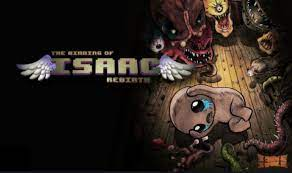 THE BINDING OF
ISAAC
REBIRTH